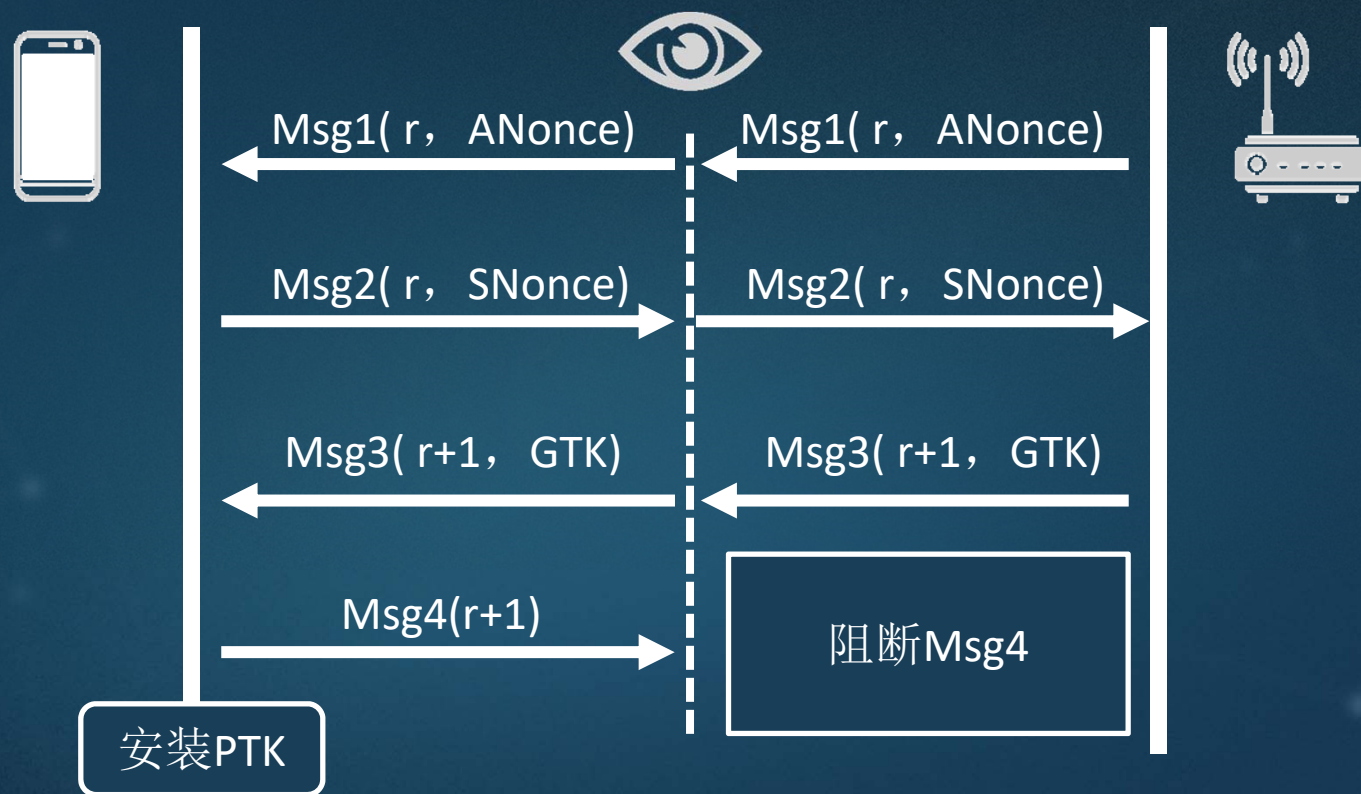 Msg1( r， ANonce)
Msg1( r， ANonce)
Msg2( r， SNonce)
Msg2( r， SNonce)
Msg3( r+1， GTK)
Msg3( r+1， GTK)
Msg4(r+1)
阻断Msg4
安装PTK